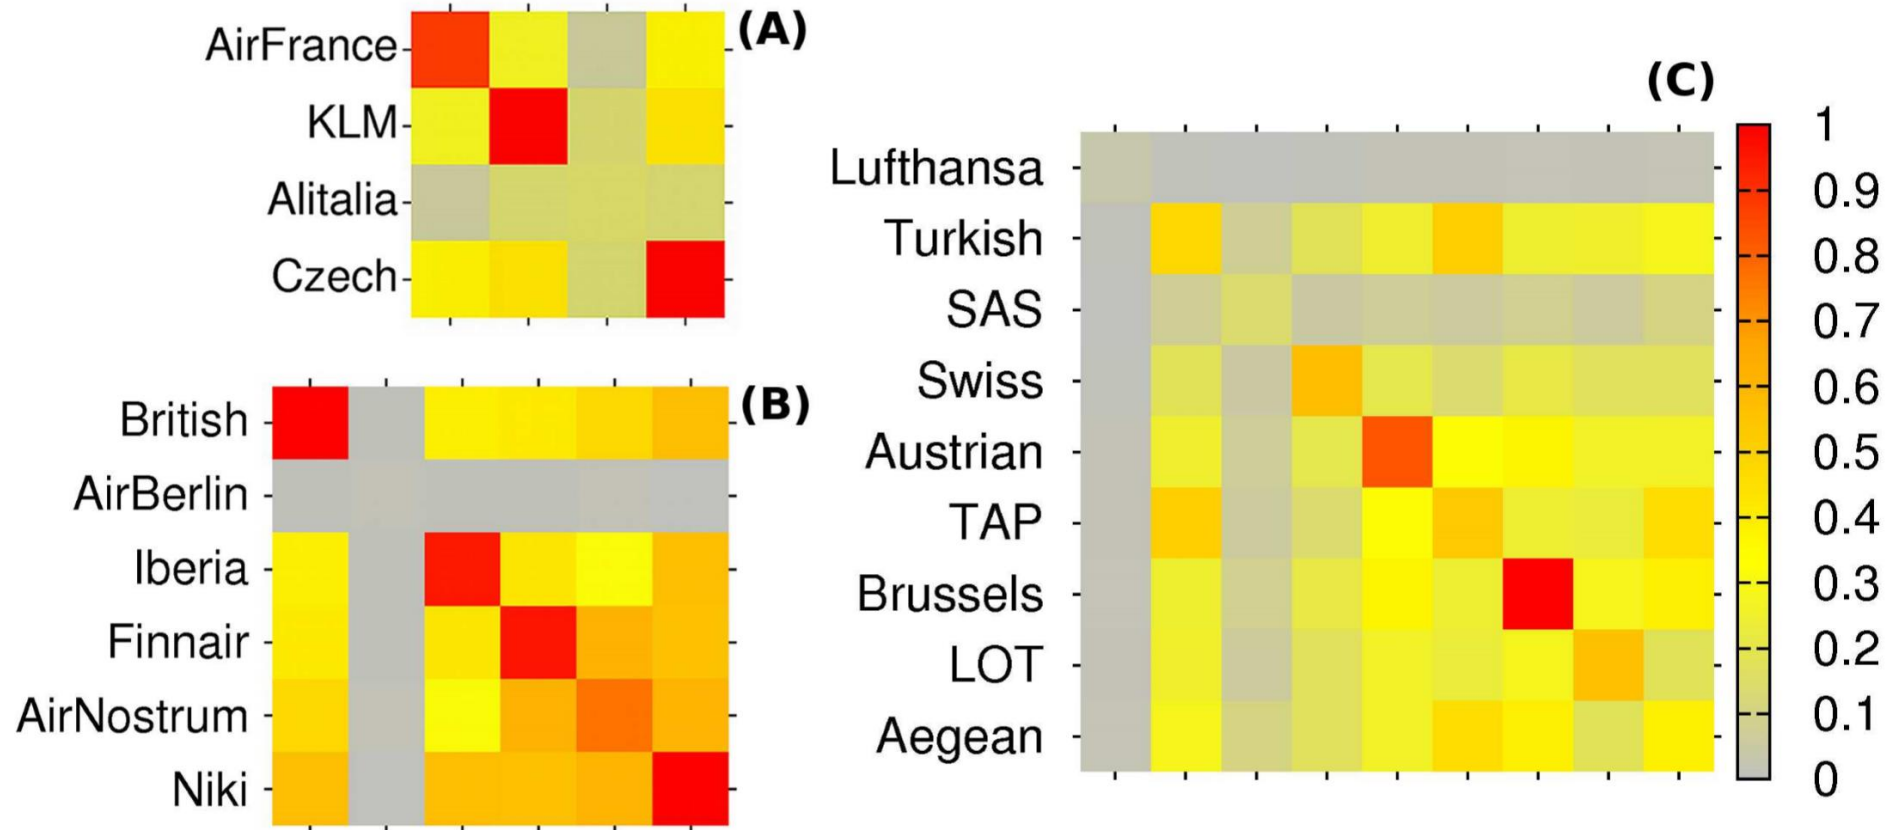 (A)
AirFrance
KLM
Alitalia
Czech
(B)
British
AirBerlin
Iberia
Finnair
AirNostrum
Niki
(C)
Lufthansa
Turkish
SAS
Swiss
Austrian
TAP
Brussels
LOT
Aegean
1
0.9
0.8
0.7
0.6
0.5
0.4
0.3
0.2
0.1
0